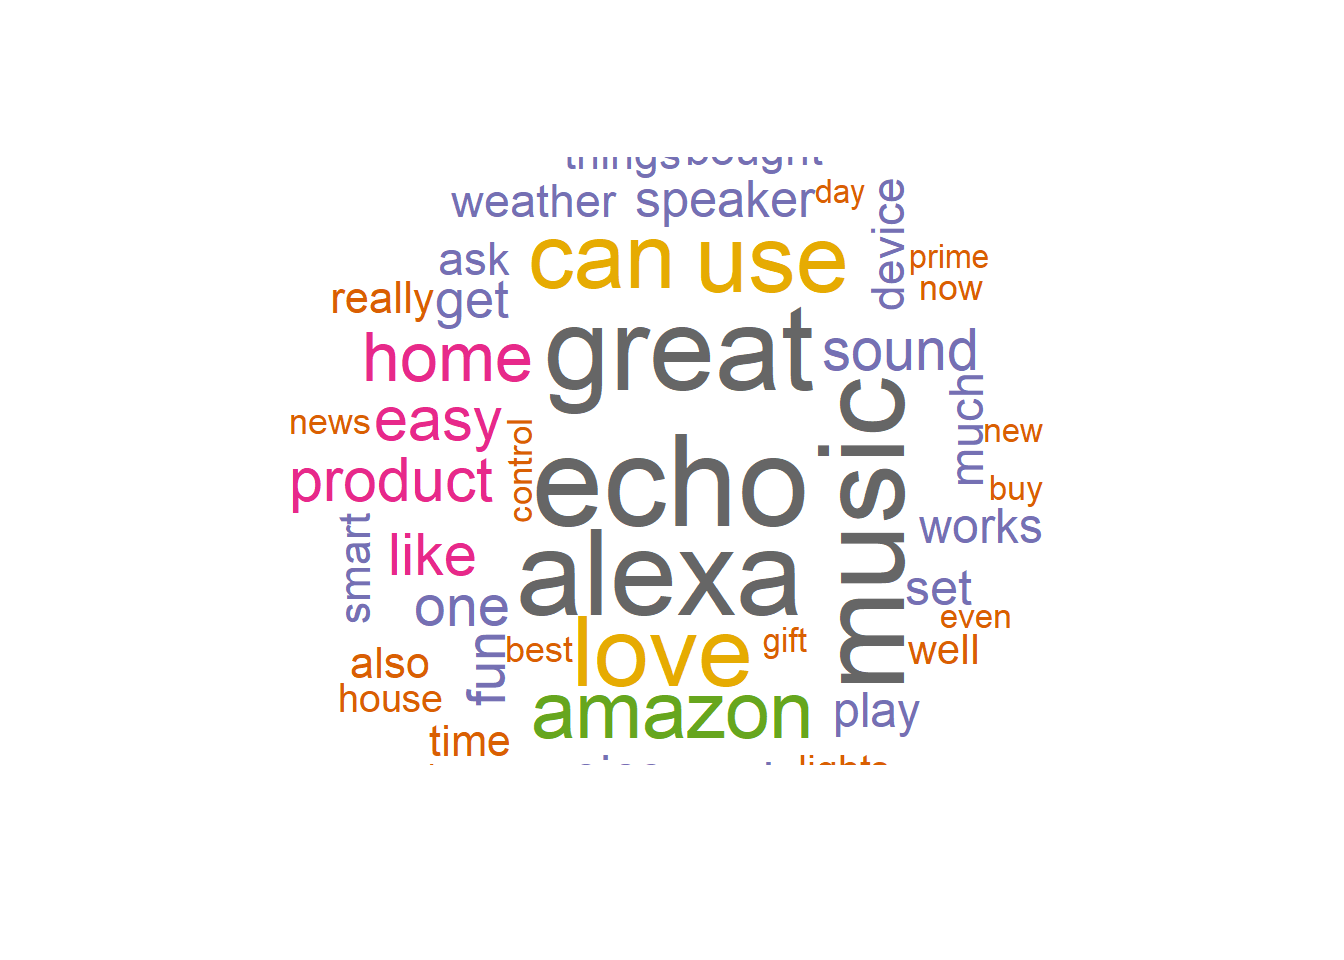 things bought
weather speaker day
device
ask can use prime
really get now
home great sound
much
news easy control new
product echo music buy
works
smart like alexa
one set
even
fun best love gift well
also
house amazon play
time
lights